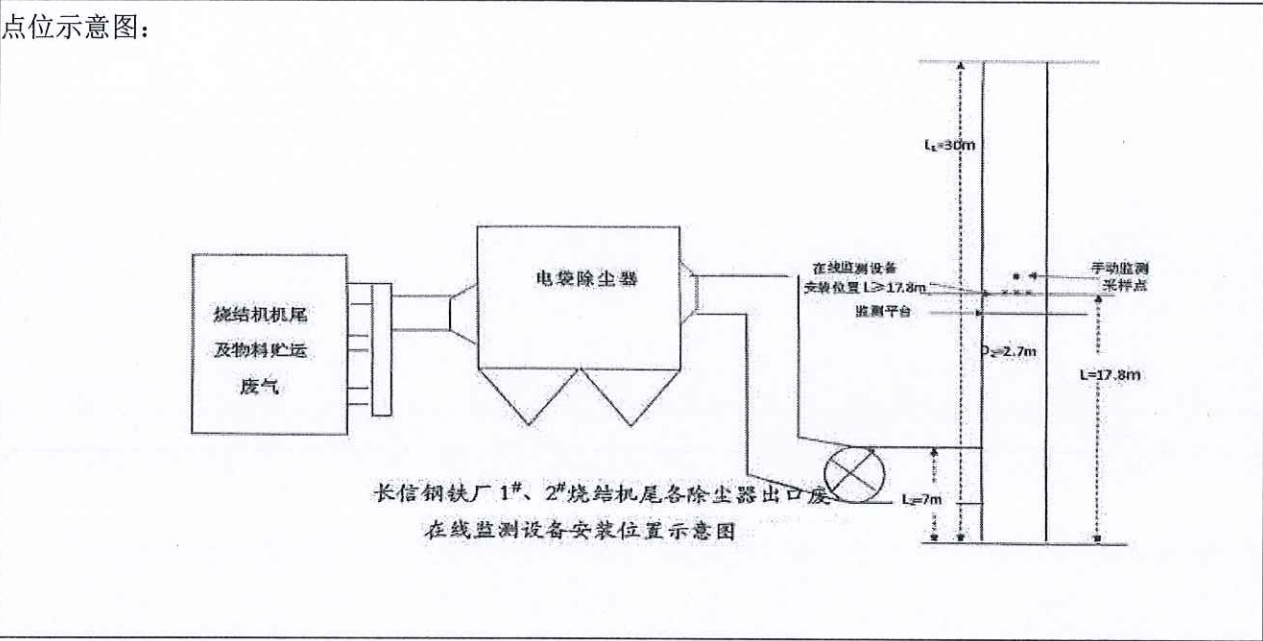 点位示意图：
L₁=30m
烧结机机尾
及物料贮运
废气
电袋除尘器
在线监测设备
安装位置 L≥17.8m
监测平台
手动监测
采样点
D₂=2.7m
L=17.8m
L₂=7m
长信钢铁厂 1#、2#烧结机尾各除尘器出口废
在线监测设备安装位置示意图